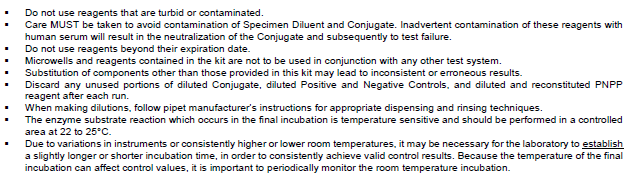 ▪ Do not use reagents that are turbid or contaminated.
▪ Care MUST be taken to avoid contamination of Specimen Diluent and Conjugate. Inadvertent contamination of these reagents with
human serum will result in the neutralization of the Conjugate and subsequently to test failure.
▪ Do not use reagents beyond their expiration date.
▪ Microwells and reagents contained in the kit are not to be used in conjunction with any other test system.
▪ Substitution of components other than those provided in this kit may lead to inconsistent or erroneous results.
▪ Discard any unused portions of diluted Conjugate, diluted Positive and Negative Controls, and diluted and reconstituted PNPP
reagent after each run.
▪ When making dilutions, follow pipet manufacturer's instructions for appropriate dispensing and rinsing techniques.
▪ The enzyme substrate reaction which occurs in the final incubation is temperature sensitive and should be performed in a controlled
area at 22 to 25°C.
▪ Due to variations in instruments or consistently higher or lower room temperatures, it may be necessary for the laboratory to establish
a slightly longer or shorter incubation time, in order to consistently achieve valid control results. Because the temperature of the final
incubation can affect control values, it is important to periodically monitor the room temperature incubation.